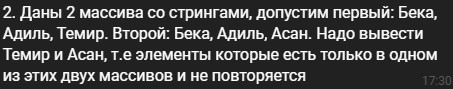 2. Даны 2 массива со стрингами, допустим первый: Бека,
Адиль, Темир. Второй: Бека, Адиль, Асан. Надо вывести
Темир и Асан, т.е элементы которые есть только в одном
из этих двух массивов и не повторяется
17:30